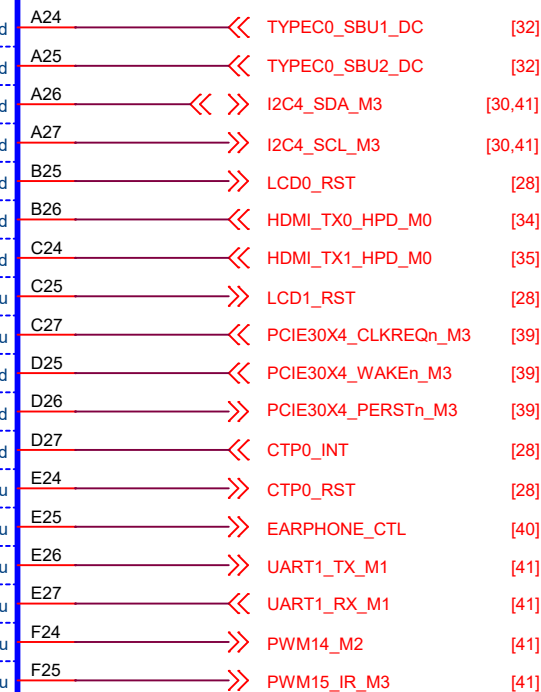 d A24 TYPEC0_SBU1_DC [32]
d A25 TYPEC0_SBU2_DC [32]
d A26 I2C4_SDA_M3 [30,41]
d A27 I2C4_SCL_M3 [30,41]
d B25 LCD0_RST [28]
d B26 HDMI_TX0_HPD_M0 [34]
d C24 HDMI_TX1_HPD_M0 [35]
u C25 LCD1_RST [28]
u C27 PCIE30X4_CLKREQn_M3 [39]
d D25 PCIE30X4_WAKEn_M3 [39]
d D26 PCIE30X4_PERSTn_M3 [39]
d D27 CTP0_INT [28]
u E24 CTP0_RST [28]
u E25 EARPHONE_CTL [40]
u E26 UART1_TX_M1 [41]
u E27 UART1_RX_M1 [41]
u F24 PWM14_M2 [41]
u F25 PWM15_IR_M3 [41]